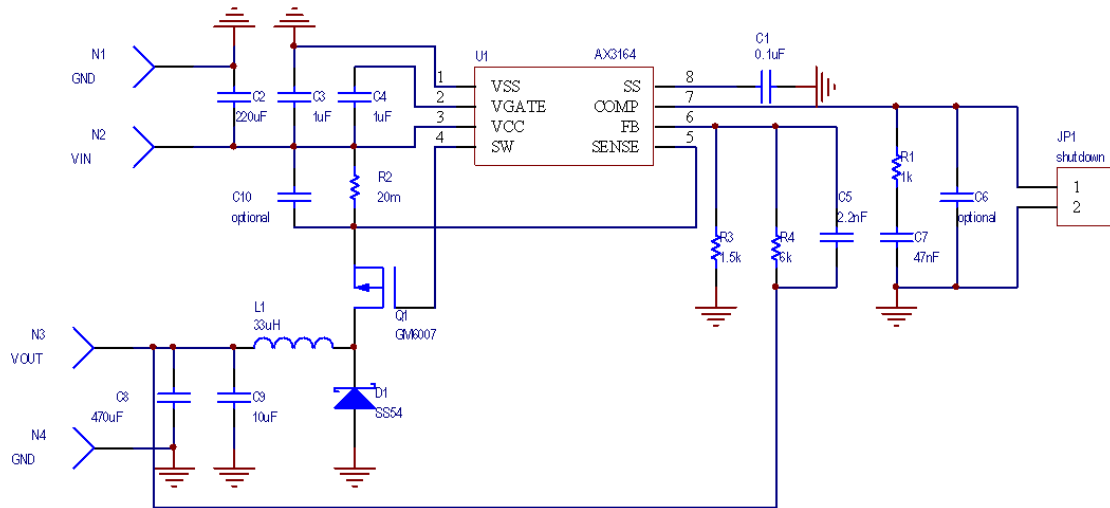 N1
GND
N2
VIN
C2
220uF
C3
1uF
C4
1uF
C10
optional
R2
20m
U1
AX3164
1
2
3
4
VSS
VGATE
VCC
SW
SS
COMP
FB
SENSE
8
7
6
5
C1
0.1uF
R3
1.5k
R4
6k
C5
2.2nF
R1
1k
C7
47nF
C6
optional
JP1
shutdown
1
2
Q1
GM6007
L1
33uH
D1
SS54
N3
VOUT
C8
470uF
C9
10uF
N4
GND